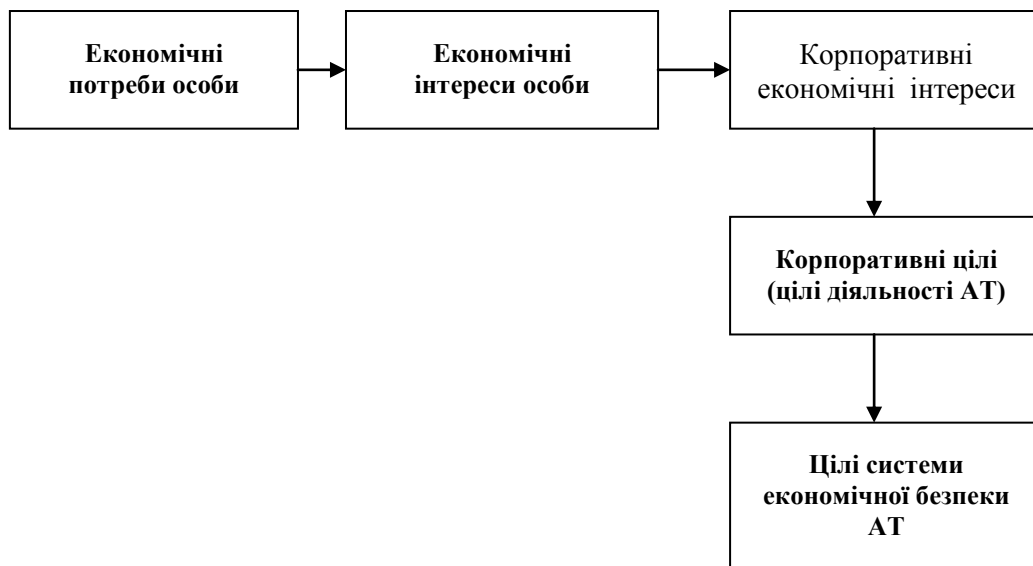 Економічні
потреби особи
Економічні
інтереси особи
Корпоративні
економічні інтереси
Корпоративні цілі
(цілі діяльності АТ)
Цілі системи
економічної безпеки
АТ